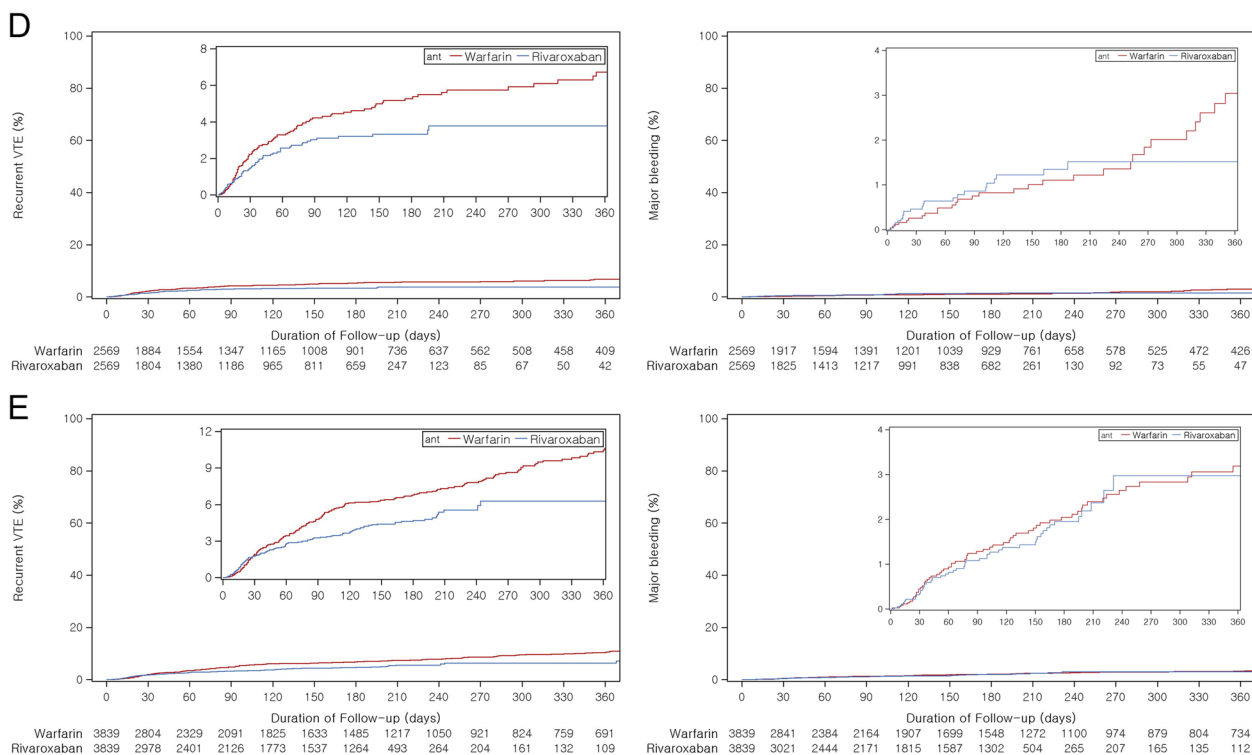 D
100
80
60
40
20
0
Recurrent VTE (%)
8
6
4
2
0
ant Warfarin Rivaroxaban
0 30 60 90 120 150 180 210 240 270 300 330 360
0 30 60 90 120 150 180 210 240 270 300 330 360
Duration of Follow-up (days)
Warfarin 2569 1884 1554 1347 1165 1008 901 736 637 562 508 458 409
Rivaroxaban 2569 1804 1380 1186 965 811 659 247 123 85 67 50 42
100
80
60
40
20
0
Major bleeding (%)
4
3
2
1
0
ant Warfarin Rivaroxaban
0 30 60 90 120 150 180 210 240 270 300 330 360
0 30 60 90 120 150 180 210 240 270 300 330 360
Duration of Follow-up (days)
Warfarin 2569 1917 1594 1391 1201 1039 929 761 658 578 525 472 426
Rivaroxaban 2569 1825 1413 1217 991 838 682 261 130 92 73 55 47
E
100
80
60
40
20
0
Recurrent VTE (%)
12
9
6
3
0
ant Warfarin Rivaroxaban
0 30 60 90 120 150 180 210 240 270 300 330 360
0 30 60 90 120 150 180 210 240 270 300 330 360
Duration of Follow-up (days)
Warfarin 3839 2804 2329 2091 1825 1633 1485 1217 1050 921 824 759 691
Rivaroxaban 3839 2978 2401 2126 1773 1537 1264 493 264 204 161 132 109
100
80
60
40
20
0
Major bleeding (%)
4
3
2
1
0
ant Warfarin Rivaroxaban
0 30 60 90 120 150 180 210 240 270 300 330 360
0 30 60 90 120 150 180 210 240 270 300 330 360
Duration of Follow-up (days)
Warfarin 3839 2841 2384 2164 1907 1699 1548 1272 1100 974 879 804 734
Rivaroxaban 3839 3021 2444 2171 1815 1587 1302 504 265 207 165 135 112